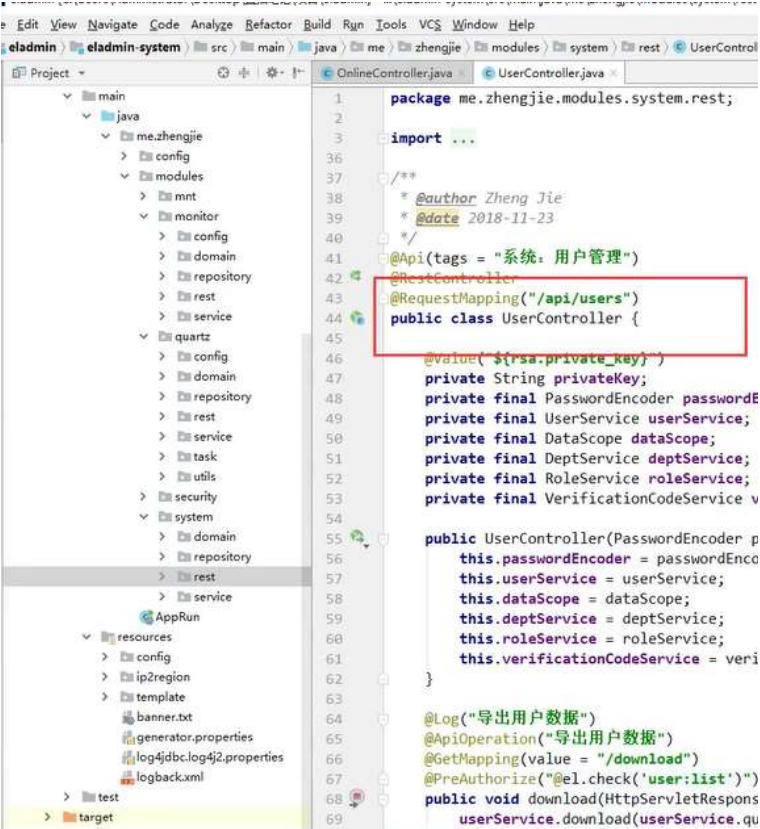 Edit View Navigate Code Analyze Refactor Build Run Tools VCS Window Help
eladmin eladmin-system src main java me zhengjie modules system rest UserControl
Project
OnlineController.java UserController.java
main
java
me.zhengjie
config
modules
mnt
monitor
config
domain
repository
rest
service
quartz
config
domain
repository
rest
service
task
utils
security
system
domain
repository
rest
service
AppRun
resources
config
ip2region
template
banner.txt
generator.properties
log4jdbc.log4j2.properties
logback.xml
test
target
1 package me.zhengjie.modules.system.rest;
2
3 import ...
36
37 /**
38 * @author Zheng Jie
39 * @date 2018-11-23
40 */
41 @Api(tags = "系统：用户管理")
42 @RestController
43 @RequestMapping("/api/users")
44 public class UserController {
45
46 @Value("${rsa.private_key}")
47 private String privateKey;
48 private final PasswordEncoder passwordE
49 private final UserService userService;
50 private final DataScope dataScope;
51 private final DeptService deptService;
52 private final RoleService roleService;
53 private final VerificationCodeService v
54
55 public UserController(PasswordEncoder p
56 this.passwordEncoder = passwordEnco
57 this.userService = userService;
58 this.dataScope = dataScope;
59 this.deptService = deptService;
60 this.roleService = roleService;
61 this.verificationCodeService = veri
62 }
63
64 @Log("导出用户数据")
65 @ApiOperation("导出用户数据")
66 @GetMapping(value = "/download")
67 @PreAuthorize("@el.check('user:list')")
68 public void download(HttpServletRespons
69 userService.download(userService.qu